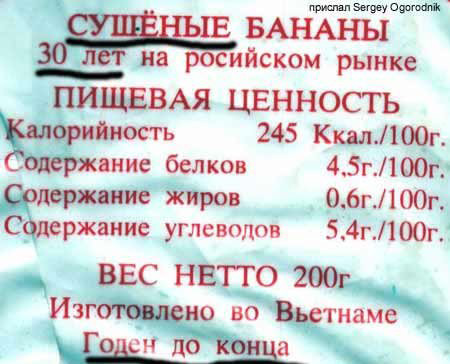 прислал Sergey Ogorodnik
СУШЁНЫЕ БАНАНЫ
30 лет на росийском рынке
ПИЩЕВАЯ ЦЕННОСТЬ
Калорийность 245 Ккал./100г.
Содержание белков 4,5г./100г.
Содержание жиров 0,6г./100г.
Содержание углеводов 5,4г./100г.
ВЕС НЕТТО 200г
Изготовлено во Вьетнаме
Годен до конца